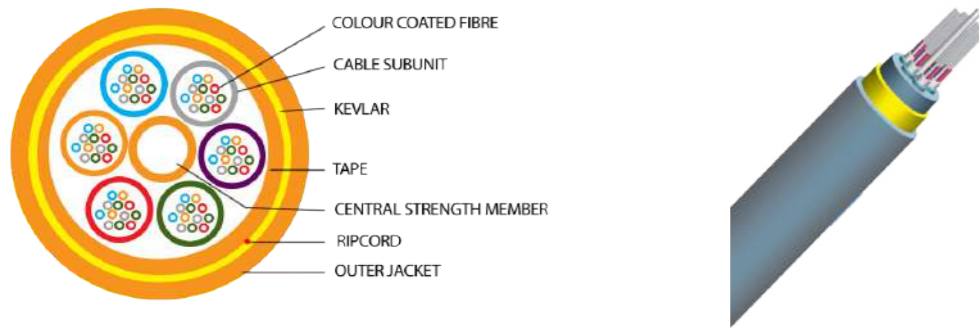 COLOUR COATED FIBRE
CABLE SUBUNIT
KEVLAR
TAPE
CENTRAL STRENGTH MEMBER
RIPCORD
OUTER JACKET